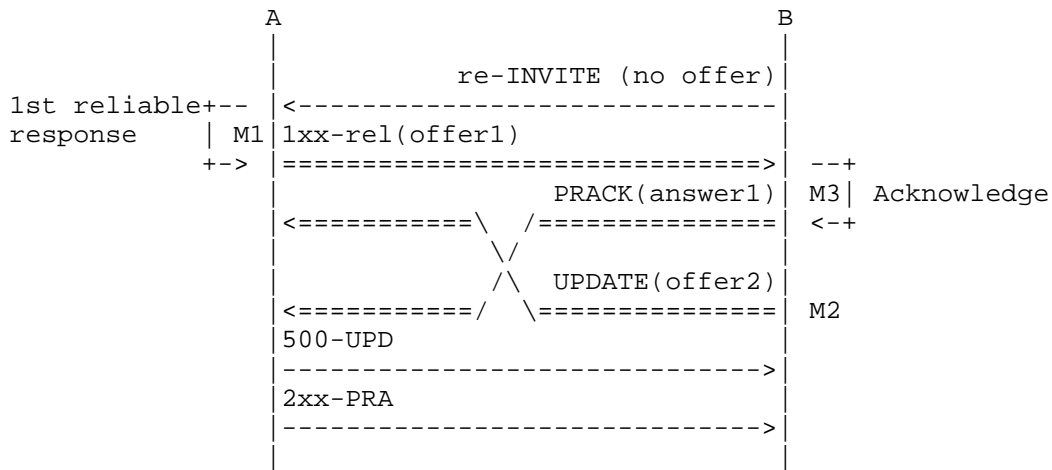 A B
re-INVITE (no offer)
1st reliable+-- |<------------------------------
response | M1|1xx-rel(offer1)
+-> |==============================>| --+
PRACK(answer1)| M3| Acknowledge
|<============\ /===============| <-+
\/
/\ UPDATE(offer2)
|<============/ \===============| M2
|500-UPD
|------------------------------>|
|2xx-PRA
|------------------------------>|